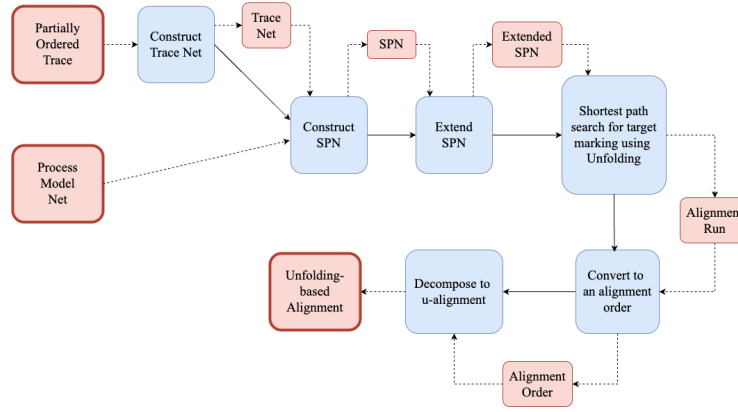 Partially
Ordered
Trace
Construct
Trace Net
Trace
Net
SPN
Extended
SPN
Process
Model
Net
Construct
SPN
Extend
SPN
Shortest path
search for target
marking using
Unfolding
Alignment
Run
Unfolding-
based
Alignment
Decompose to
u-alignment
Convert to
an alignment
order
Alignment
Order